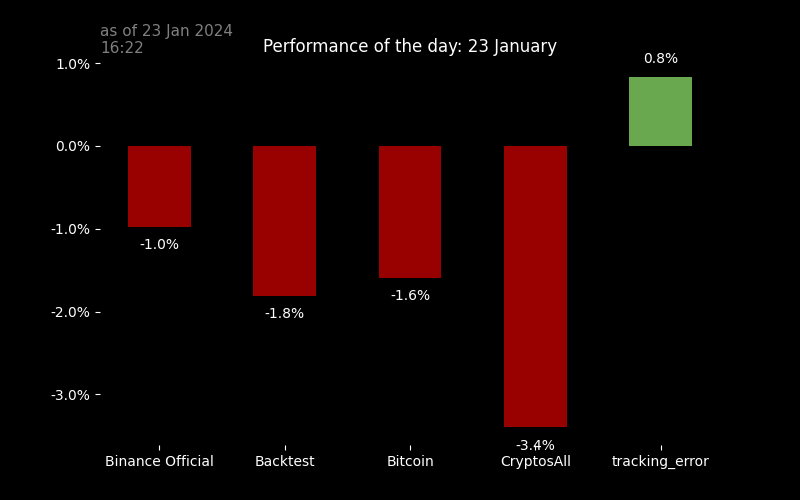 as of 23 Jan 2024
16:22
Performance of the day: 23 January
1.0%
0.0%
-1.0%
-2.0%
-3.0%
-1.0%
-1.8%
-1.6%
-3.4%
0.8%
Binance Official
Backtest
Bitcoin
CryptosAll
tracking_error